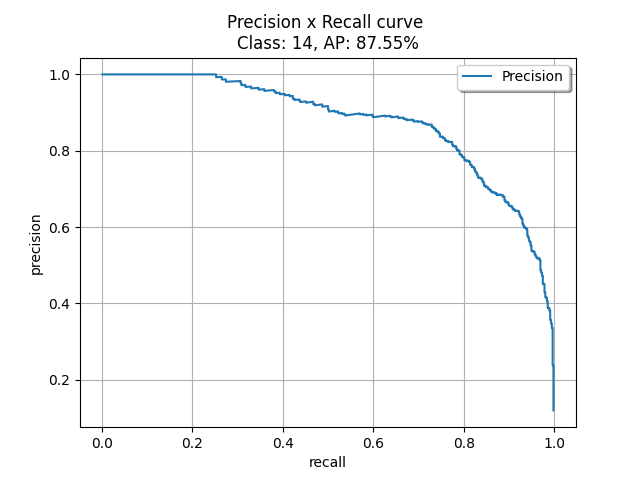 Precision x Recall curve
Class: 14, AP: 87.55%
Precision
1.0
0.8
0.6
0.4
0.2
precision
0.0 0.2 0.4 0.6 0.8 1.0
recall